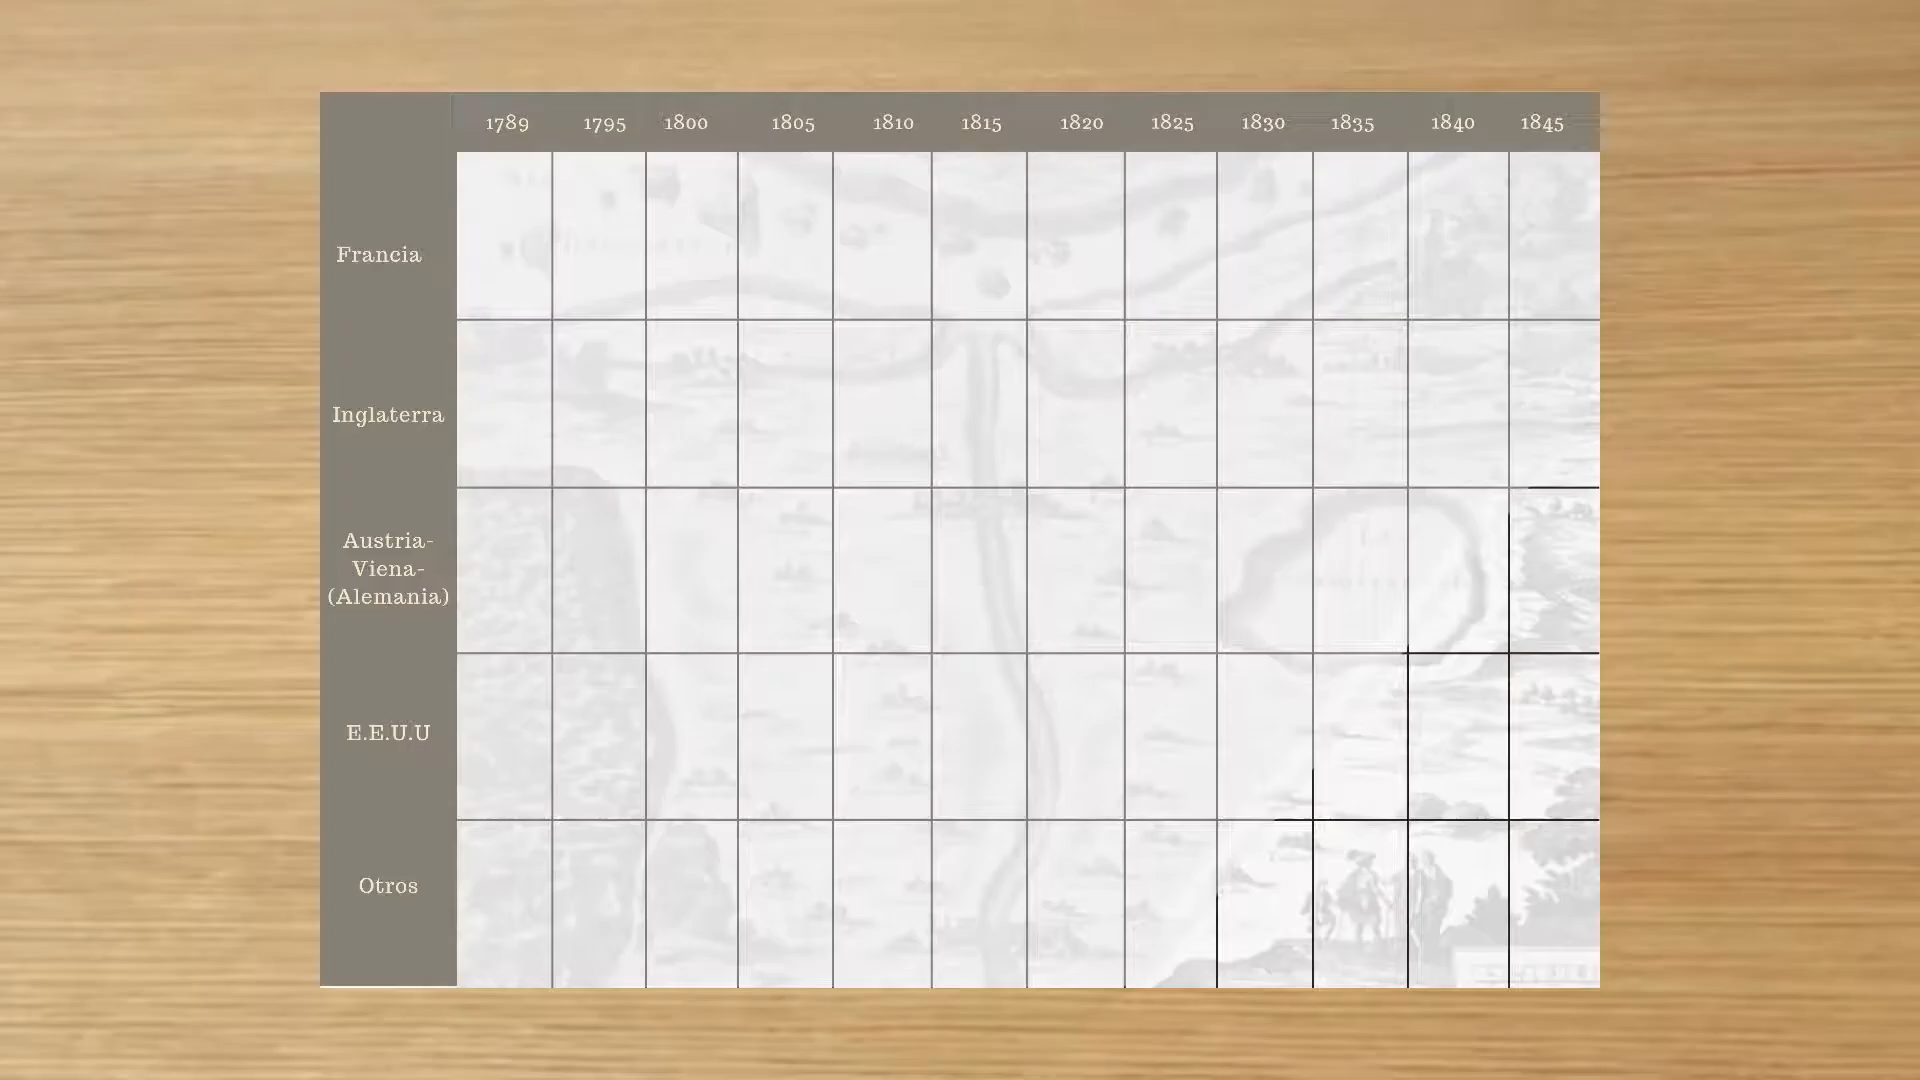 1789 1795 1800 1805 1810 1815 1820 1825 1830 1835 1840 1845
Francia
Inglaterra
Austria-
Viena-
(Alemania)
E.E.U.U
Otros